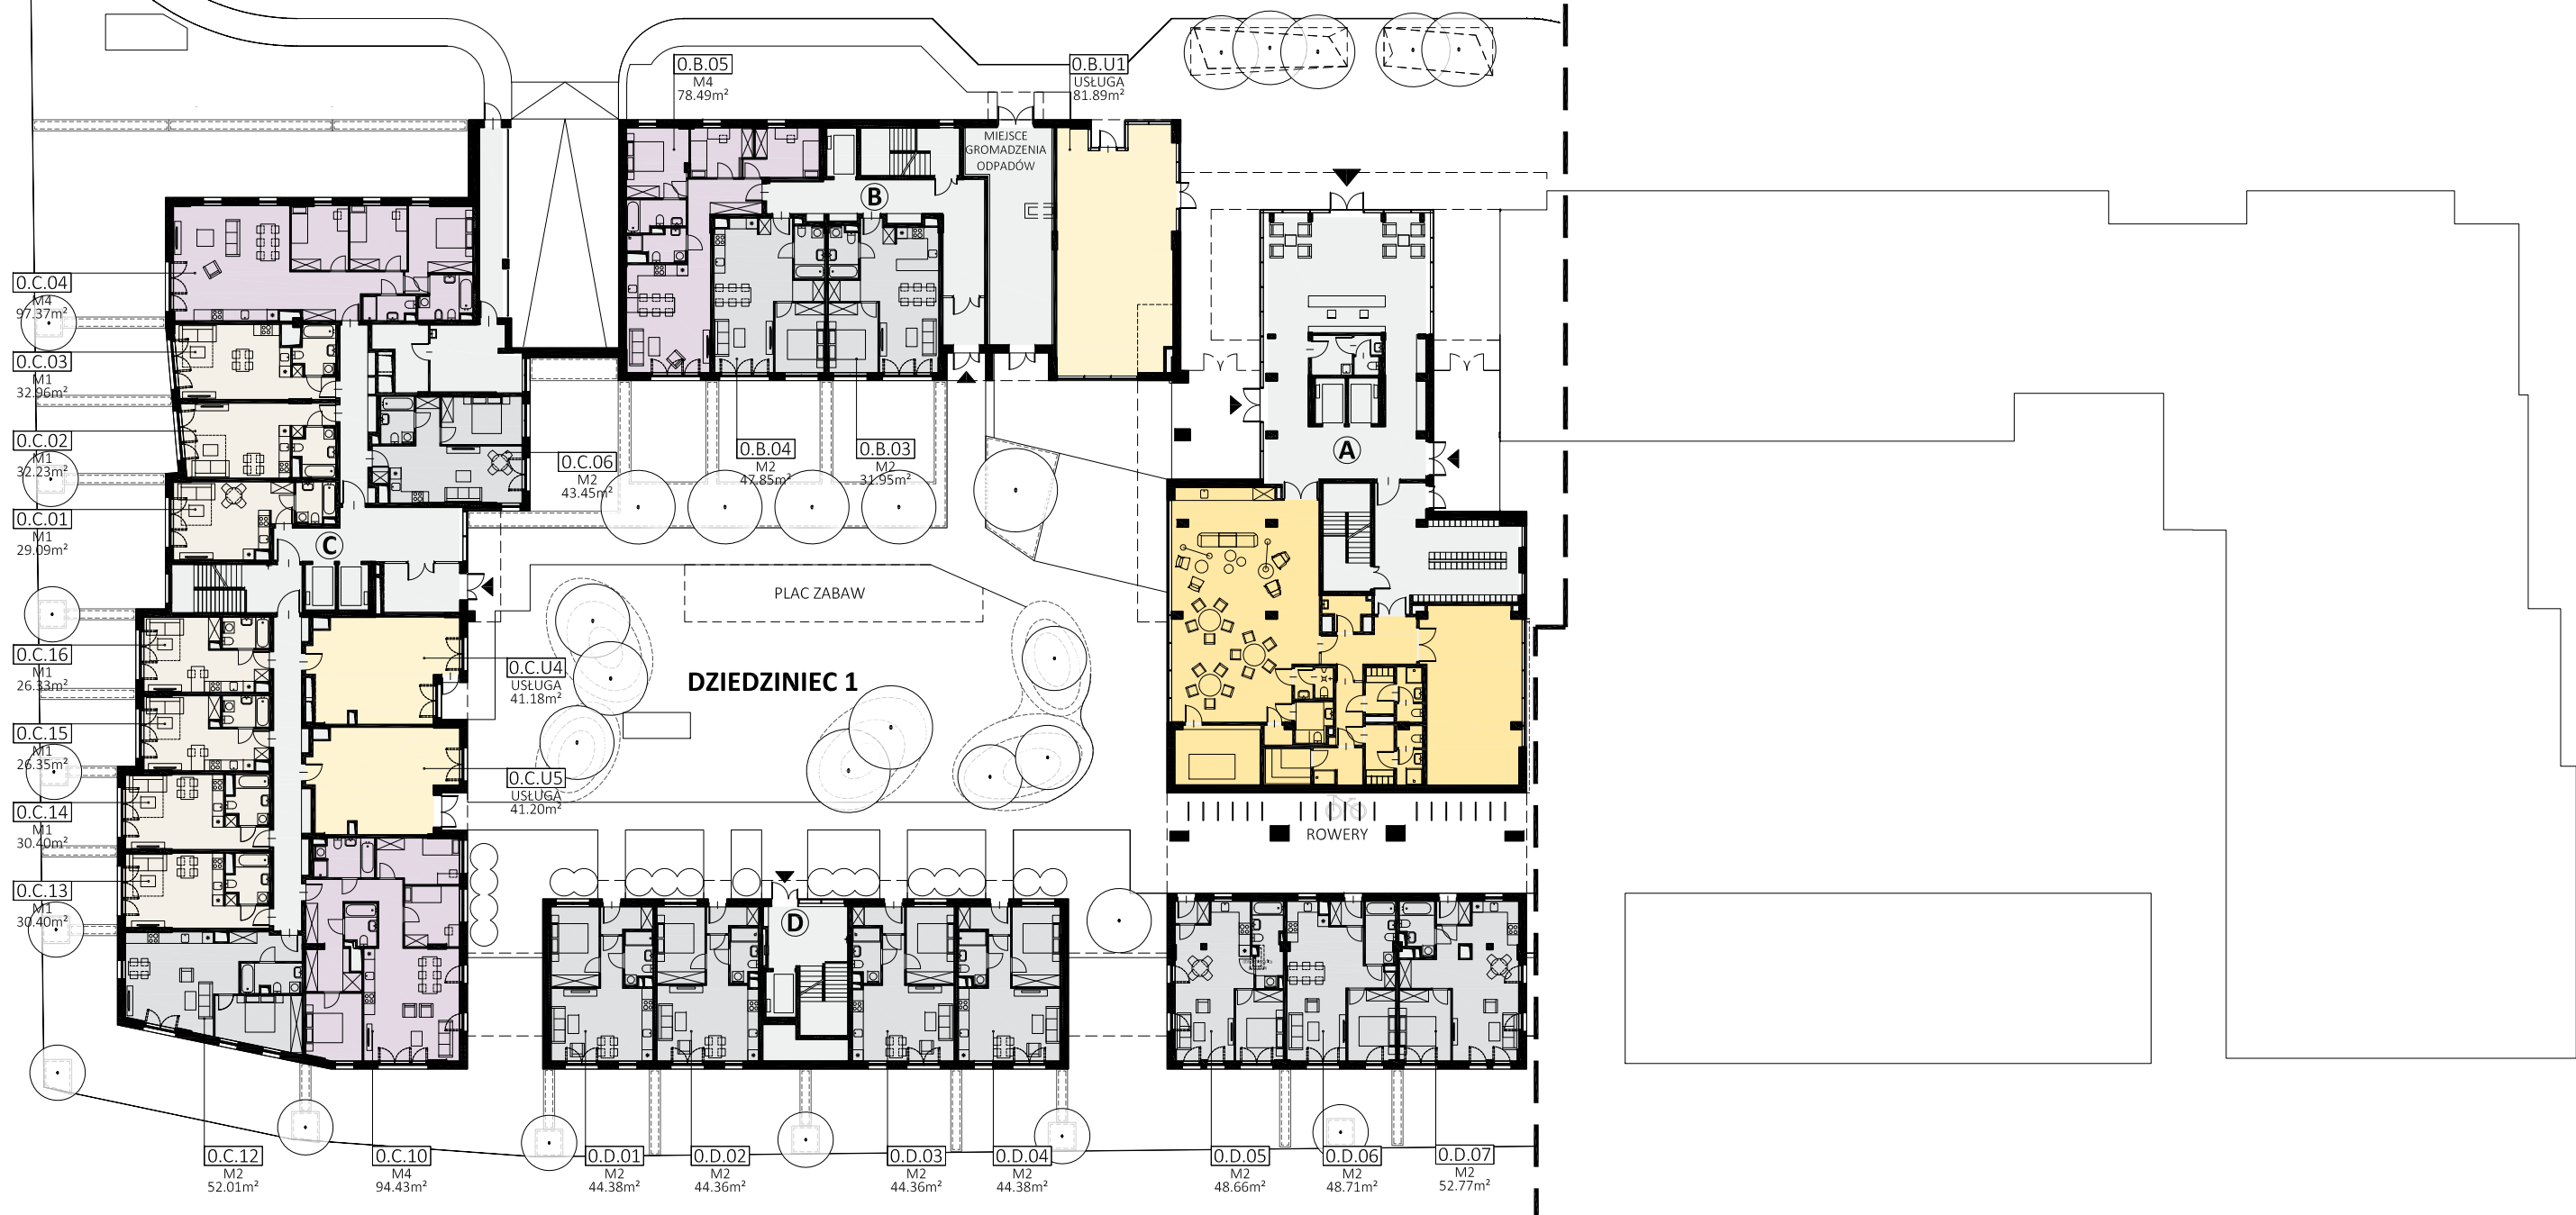 0.B.05
M4
78.49m²
0.B.U1
USŁUGA
81.89m²
MIEJSCE
GROMADZENIA
ODPADÓW
B
0.C.04
M4
97.37m²
0.C.03
M1
32.96m²
0.C.02
M1
32.23m²
0.C.01
M1
29.09m²
0.C.06
M2
43.45m²
0.B.04
M2
47.85m²
0.B.03
M2
31.95m²
A
C
PLAC ZABAW
DZIEDZINIEC 1
0.C.16
M1
26.33m²
0.C.15
M1
26.35m²
0.C.14
M1
30.40m²
0.C.13
M1
30.40m²
0.C.U4
USŁUGA
41.18m²
0.C.U5
USŁUGA
41.20m²
ROWERY
D
0.C.12
M2
52.01m²
0.C.10
M4
94.43m²
0.D.01
M2
44.38m²
0.D.02
M2
44.36m²
0.D.03
M2
44.36m²
0.D.04
M2
44.38m²
0.D.05
M2
48.66m²
0.D.06
M2
48.71m²
0.D.07
M2
52.77m²